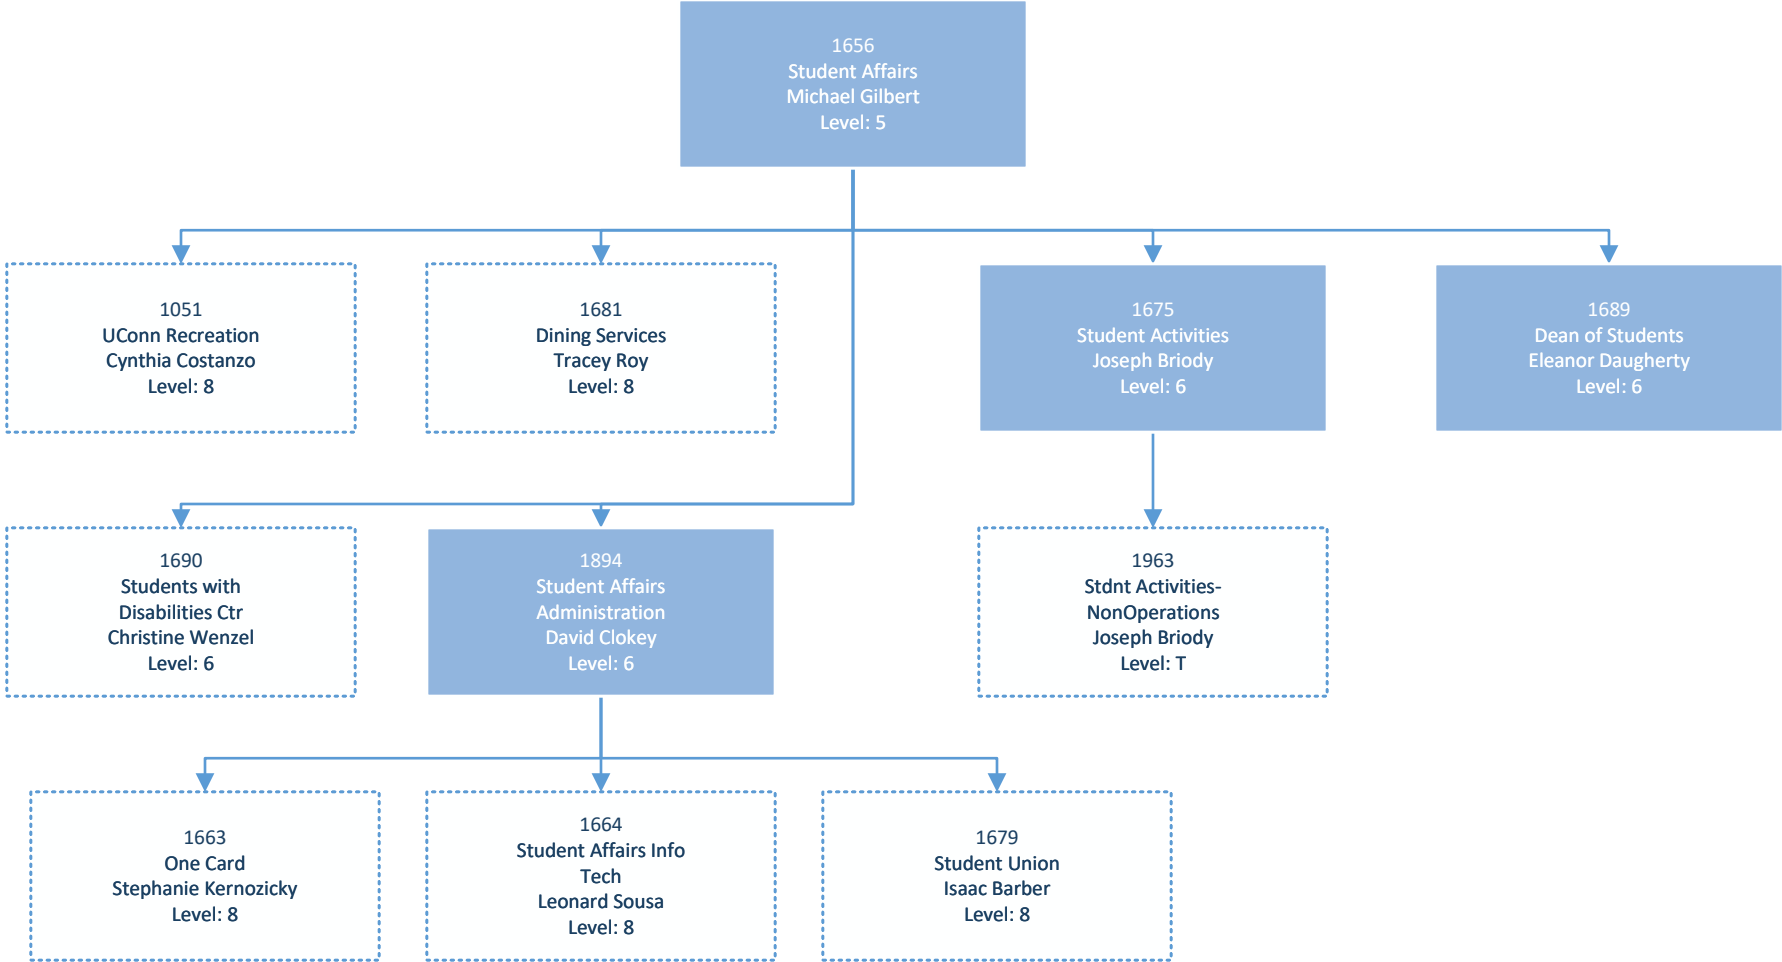 1656
Student Affairs
Michael Gilbert
Level: 5
1051
UConn Recreation
Cynthia Costanzo
Level: 8
1681
Dining Services
Tracey Roy
Level: 8
1675
Student Activities
Joseph Briody
Level: 6
1689
Dean of Students
Eleanor Daugherty
Level: 6
1690
Students with
Disabilities Ctr
Christine Wenzel
Level: 6
1894
Student Affairs
Administration
David Clokey
Level: 6
1963
Stdnt Activities-
NonOperations
Joseph Briody
Level: T
1663
One Card
Stephanie Kernozicky
Level: 8
1664
Student Affairs Info
Tech
Leonard Sousa
Level: 8
1679
Student Union
Isaac Barber
Level: 8